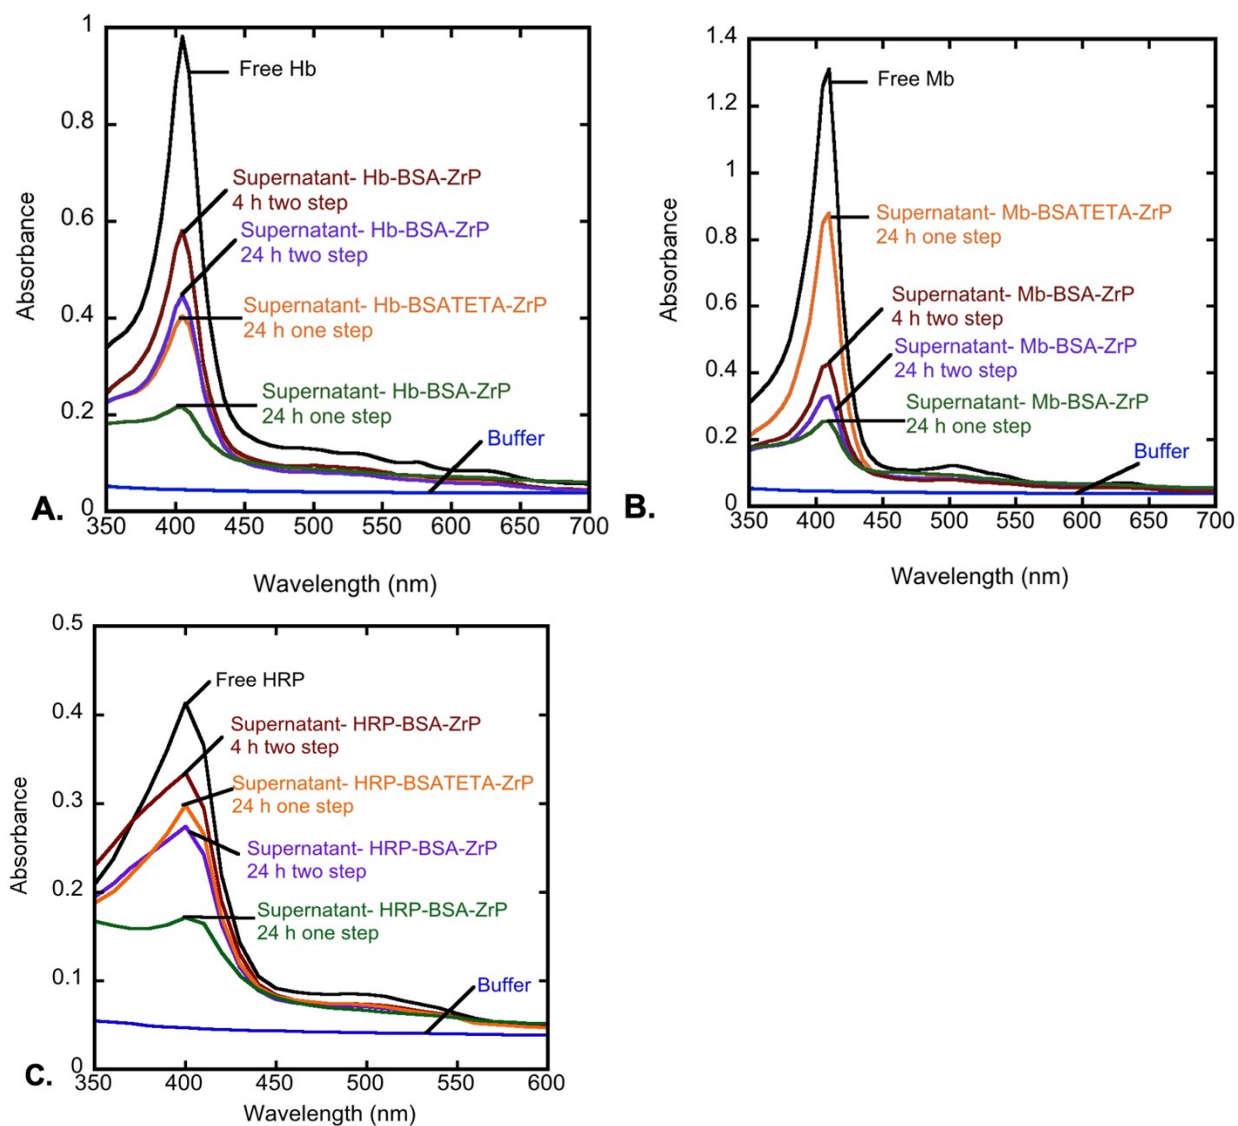 1
0.8
0.6
0.4
0.2
0
Absorbance
Free Hb
Supernatant- Hb-BSA-ZrP
4 h two step
Supernatant- Hb-BSA-ZrP
24 h two step
Supernatant- Hb-BSATETA-ZrP
24 h one step
Supernatant- Hb-BSA-ZrP
24 h one step
Buffer
A.
350 400 450 500 550 600 650 700
Wavelength (nm)
1.4
1.2
1
0.8
0.6
0.4
0.2
0
Absorbance
Free Mb
Supernatant- Mb-BSATETA-ZrP
24 h one step
Supernatant- Mb-BSA-ZrP
4 h two step
Supernatant- Mb-BSA-ZrP
24 h two step
Supernatant- Mb-BSA-ZrP
24 h one step
Buffer
B.
350 400 450 500 550 600 650 700
Wavelength (nm)
0.5
0.4
0.3
0.2
0.1
0
Absorbance
Free HRP
Supernatant- HRP-BSA-ZrP
4 h two step
Supernatant- HRP-BSATETA-ZrP
24 h one step
Supernatant- HRP-BSA-ZrP
24 h two step
Supernatant- HRP-BSA-ZrP
24 h one step
Buffer
C.
350 400 450 500 550 600
Wavelength (nm)